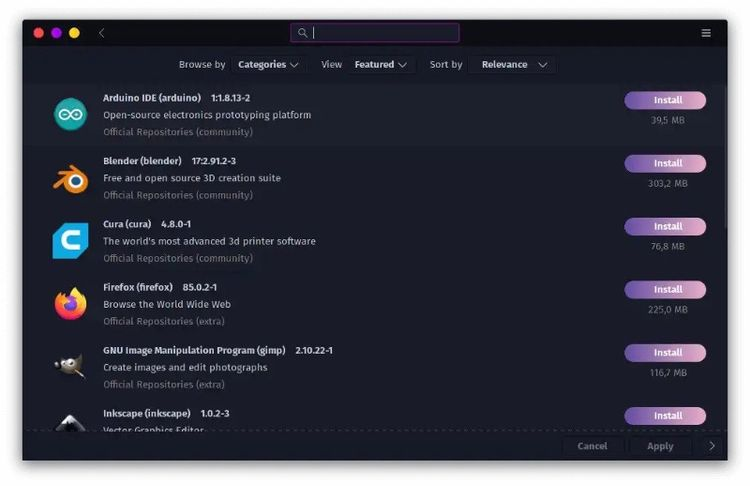 Browse by Categories View Featured Sort by Relevance
Arduino IDE (arduino) 1:1.8.13-2
Install
Open-source electronics prototyping platform
39,5 MB
Official Repositories (community)
Blender (blender) 17:2.91.2-3
Install
Free and open source 3D creation suite
303,2 MB
Official Repositories (community)
Cura (cura) 4.8.0-1
Install
The world's most advanced 3d printer software
76,8 MB
Official Repositories (community)
Firefox (firefox) 85.0.2-1
Install
Browse the World Wide Web
225,0 MB
Official Repositories (extra)
GNU Image Manipulation Program (gimp) 2.10.22-1
Install
Create images and edit photographs
116,7 MB
Official Repositories (extra)
Inkscape (inkscape) 1.0.2-3
Install
Vector Graphics Editor
Cancel Apply